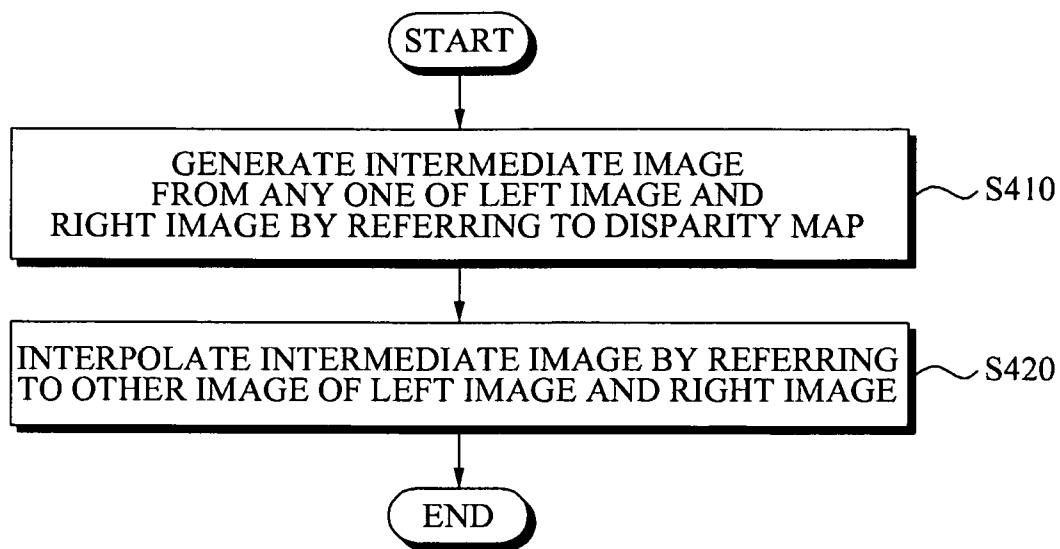 START
GENERATE INTERMEDIATE IMAGE
FROM ANY ONE OF LEFT IMAGE AND
RIGHT IMAGE BY REFERRING TO DISPARITY MAP
S410
INTERPOLATE INTERMEDIATE IMAGE BY REFERRING
TO OTHER IMAGE OF LEFT IMAGE AND RIGHT IMAGE
S420
END